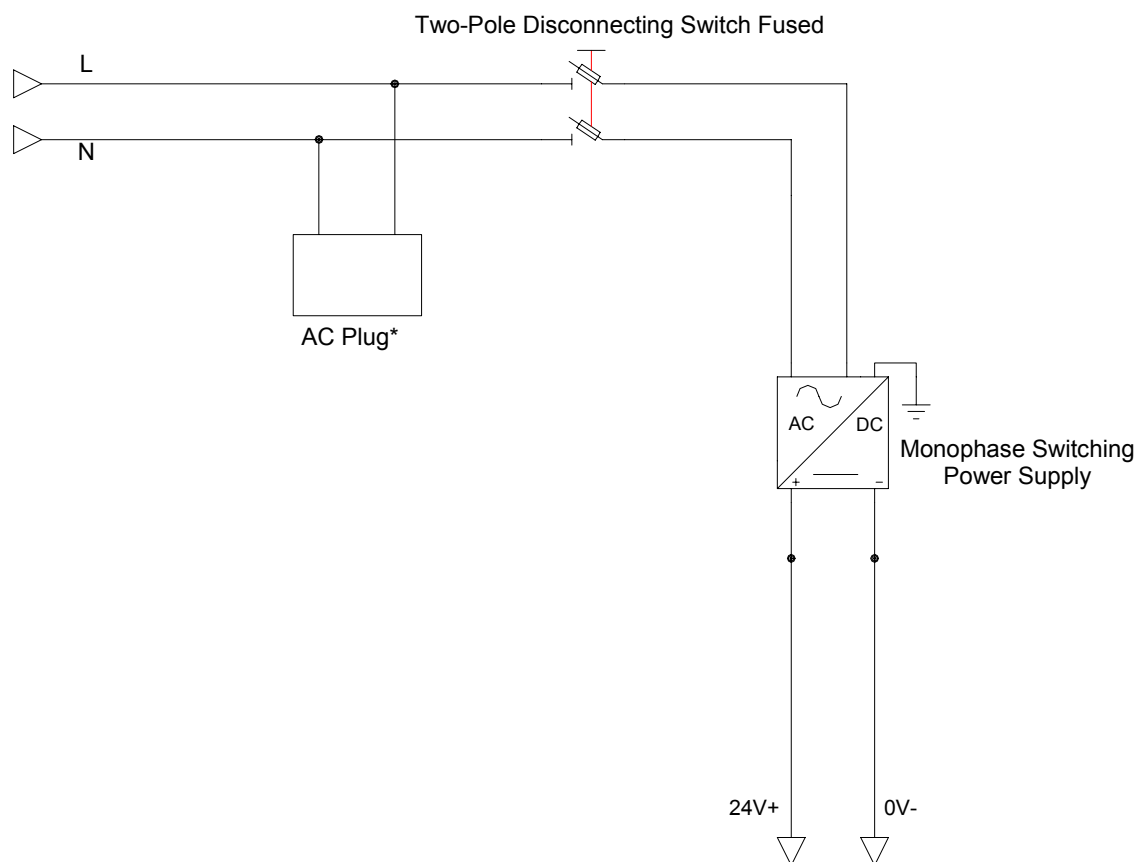 Two-Pole Disconnecting Switch Fused
L
N
AC Plug*
AC
DC
Monophase Switching
Power Supply
+
−
24V+
0V-